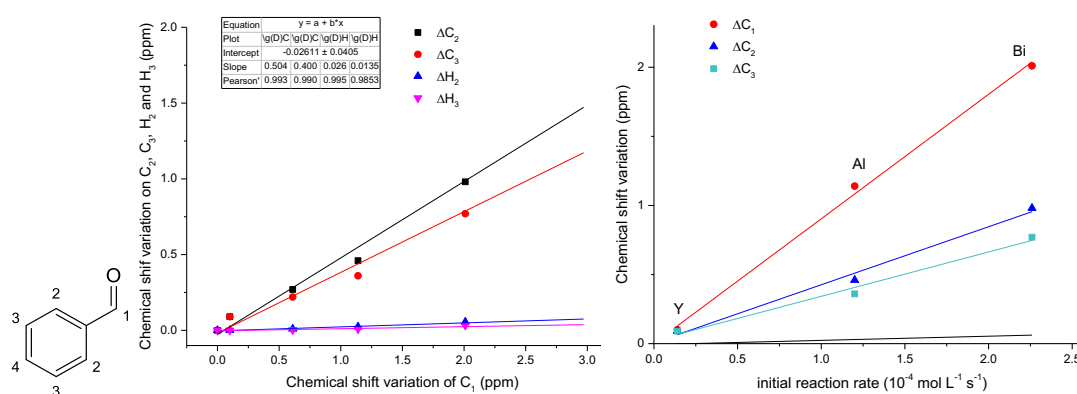 O
1
2
3
4
2
3
Chemical shif variation on C₂, C₃, H₂ and H₃ (ppm)
2.0
1.5
1.0
0.5
0.0
Equation y = a + b*x
Plot \g(D)C \g(D)C \g(D)H \g(D)H
Intercept -0.02611 ± 0.0405
Slope 0.504 0.400 0.026 0.0135
Pearson' 0.993 0.990 0.995 0.9853
ΔC₂
ΔC₃
ΔH₂
ΔH₃
0.0 0.5 1.0 1.5 2.0 2.5 3.0
Chemical shift variation of C₁ (ppm)
Chemical shift variation (ppm)
2
1
0
ΔC₁
ΔC₂
ΔC₃
Bi
Al
Y
0.0 0.5 1.0 1.5 2.0 2.5
initial reaction rate (10⁻⁴ mol L⁻¹ s⁻¹)